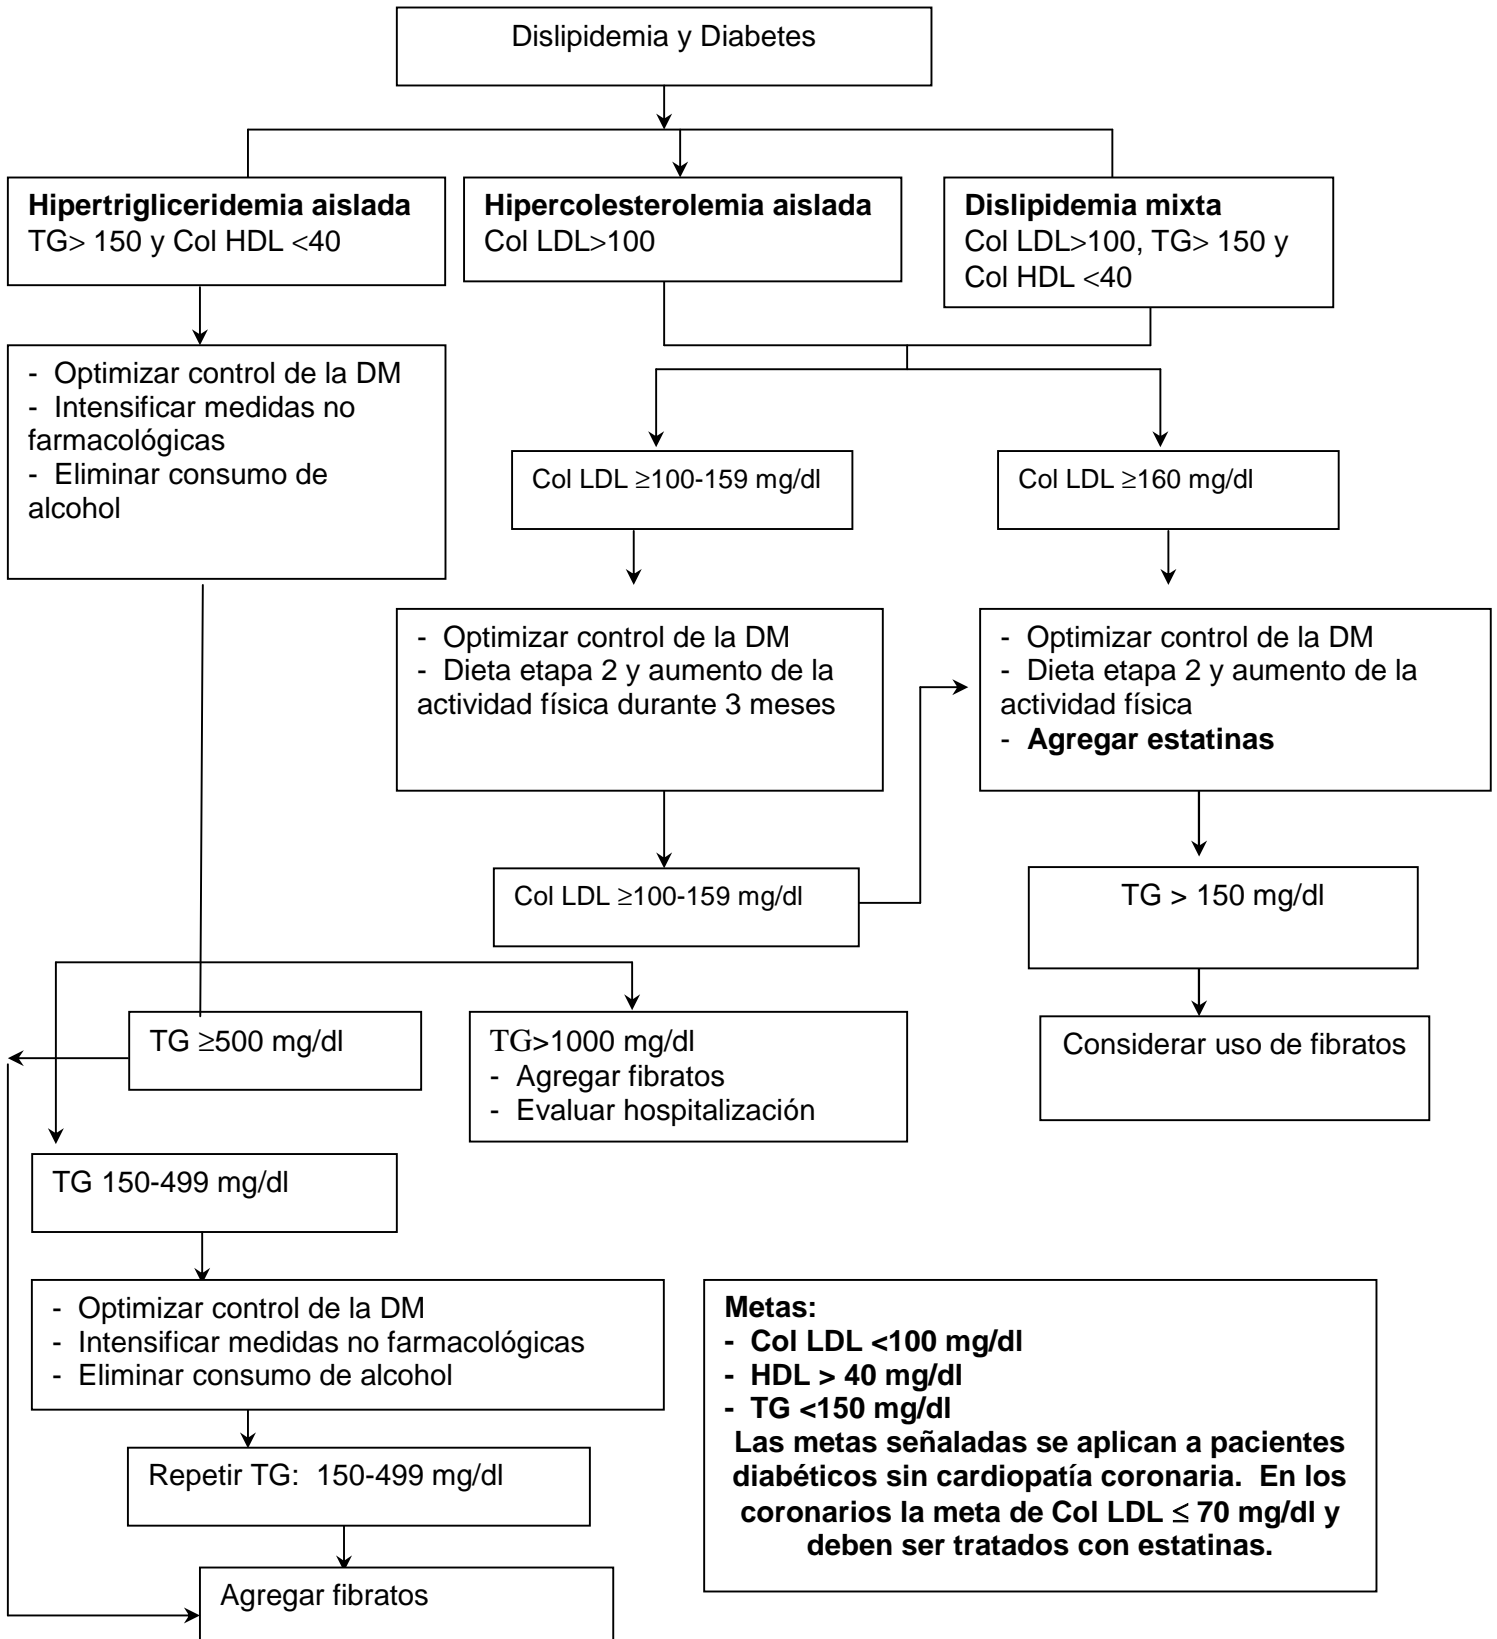 Dislipidemia y Diabetes
Hipertrigliceridemia aislada
TG> 150 y Col HDL <40
Hipercolesterolemia aislada
Col LDL>100
Dislipidemia mixta
Col LDL>100, TG> 150 y
Col HDL <40
- Optimizar control de la DM
- Intensificar medidas no
farmacológicas
- Eliminar consumo de
alcohol
Col LDL ≥100-159 mg/dl
Col LDL ≥160 mg/dl
- Optimizar control de la DM
- Dieta etapa 2 y aumento de la
actividad física durante 3 meses
- Optimizar control de la DM
- Dieta etapa 2 y aumento de la
actividad física
- Agregar estatinas
Col LDL ≥100-159 mg/dl
TG > 150 mg/dl
TG ≥500 mg/dl
TG>1000 mg/dl
- Agregar fibratos
- Evaluar hospitalización
Considerar uso de fibratos
TG 150-499 mg/dl
- Optimizar control de la DM
- Intensificar medidas no farmacológicas
- Eliminar consumo de alcohol
Metas:
- Col LDL <100 mg/dl
- HDL > 40 mg/dl
- TG <150 mg/dl
Las metas señaladas se aplican a pacientes
diabéticos sin cardiopatía coronaria. En los
coronarios la meta de Col LDL ≤ 70 mg/dl y
deben ser tratados con estatinas.
Repetir TG: 150-499 mg/dl
Agregar fibratos